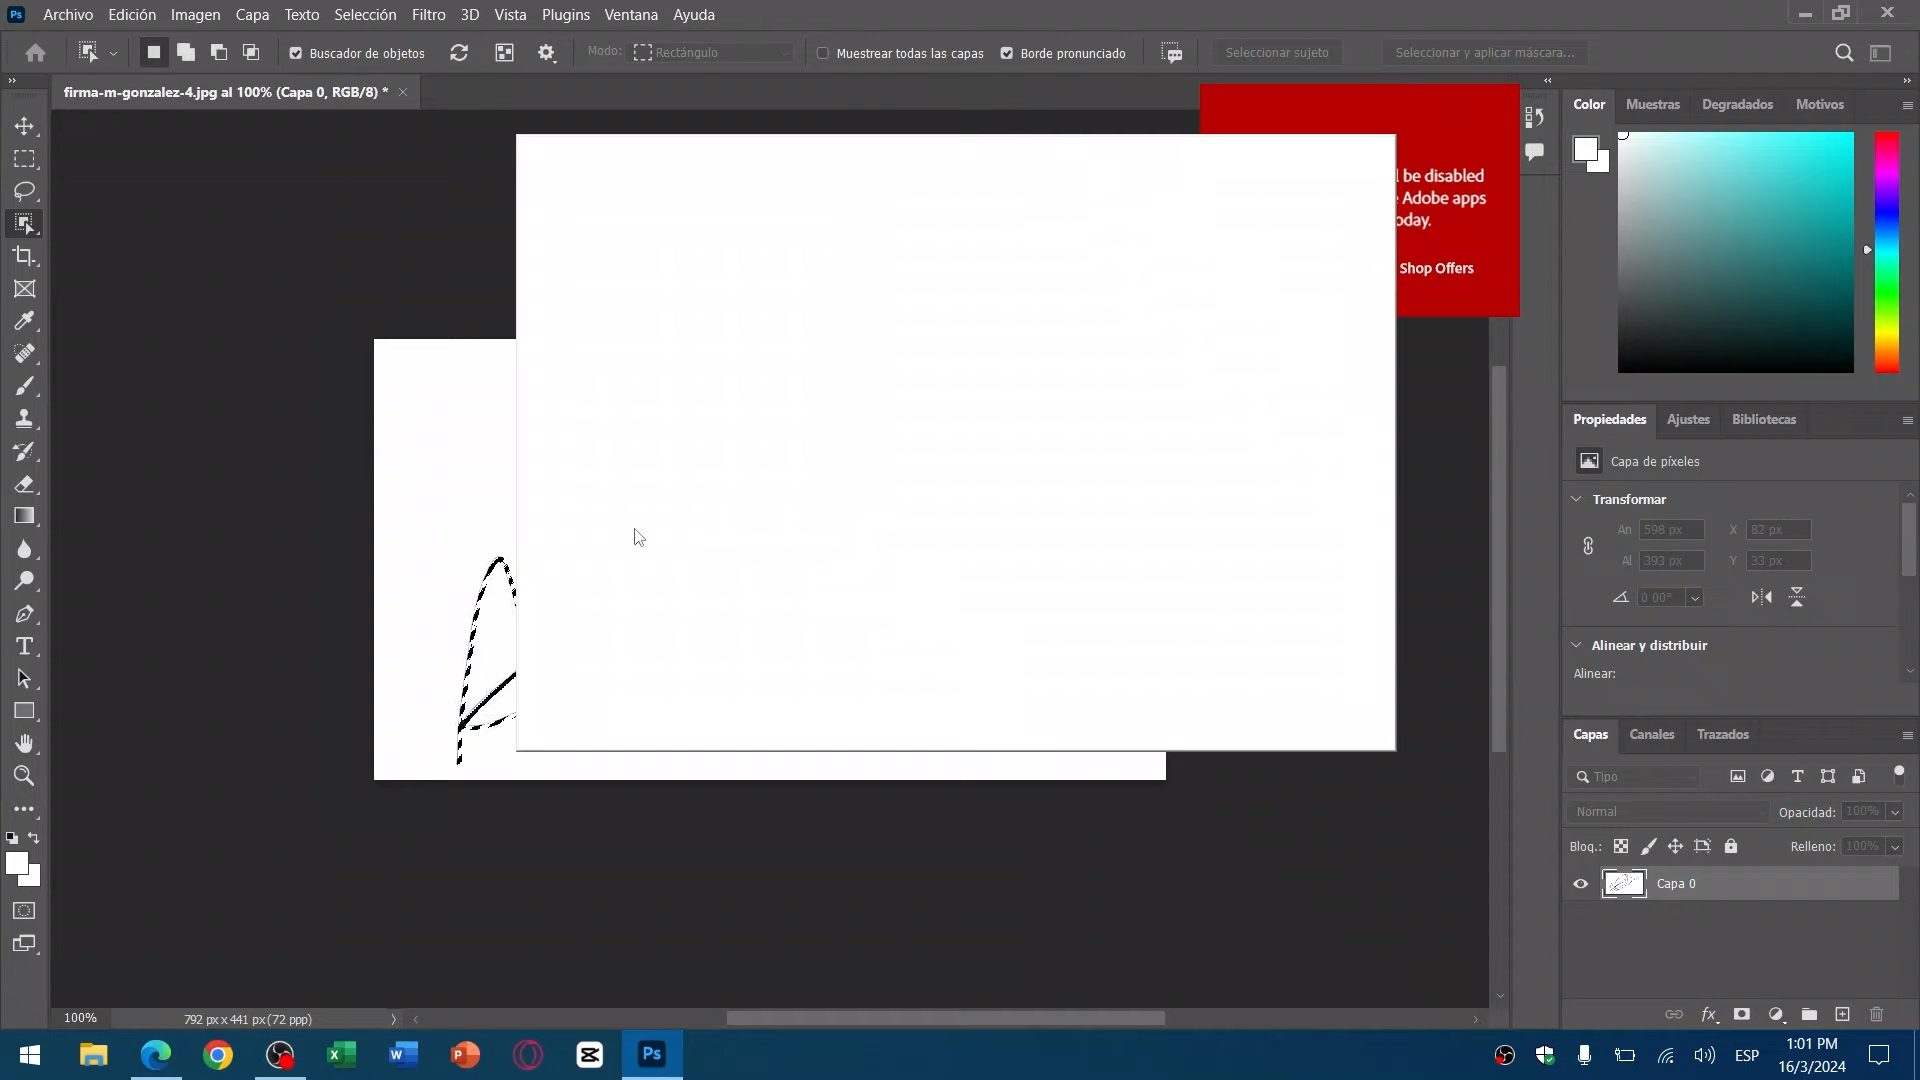 Ps Archivo Edición Imagen Capa Texto Selección Filtro 3D Vista Plugins Ventana Ayuda
Buscador de objetos Modo: Rectángulo Muestrear todas las capas Borde pronunciado Seleccionar sujeto Seleccionar y aplicar máscara...
firma-m-gonzalez-4.jpg al 100% (Capa 0, RGB/8) *
be disabled
Adobe apps
oday.
Shop Offers
Color Muestras Degradados Motivos
Propiedades Ajustes Bibliotecas
Capa de píxeles
Transformar
An 598 px X 82 px
Al 393 px Y 33 px
0 00°
Alinear y distribuir
Alinear:
Capas Canales Trazados
Tipo
Normal Opacidad: 100%
Bloq.: Relleno: 100%
Capa 0
fx
100% 792 px x 441 px (72 ppp)
Ps
ESP
1:01 PM
16/3/2024